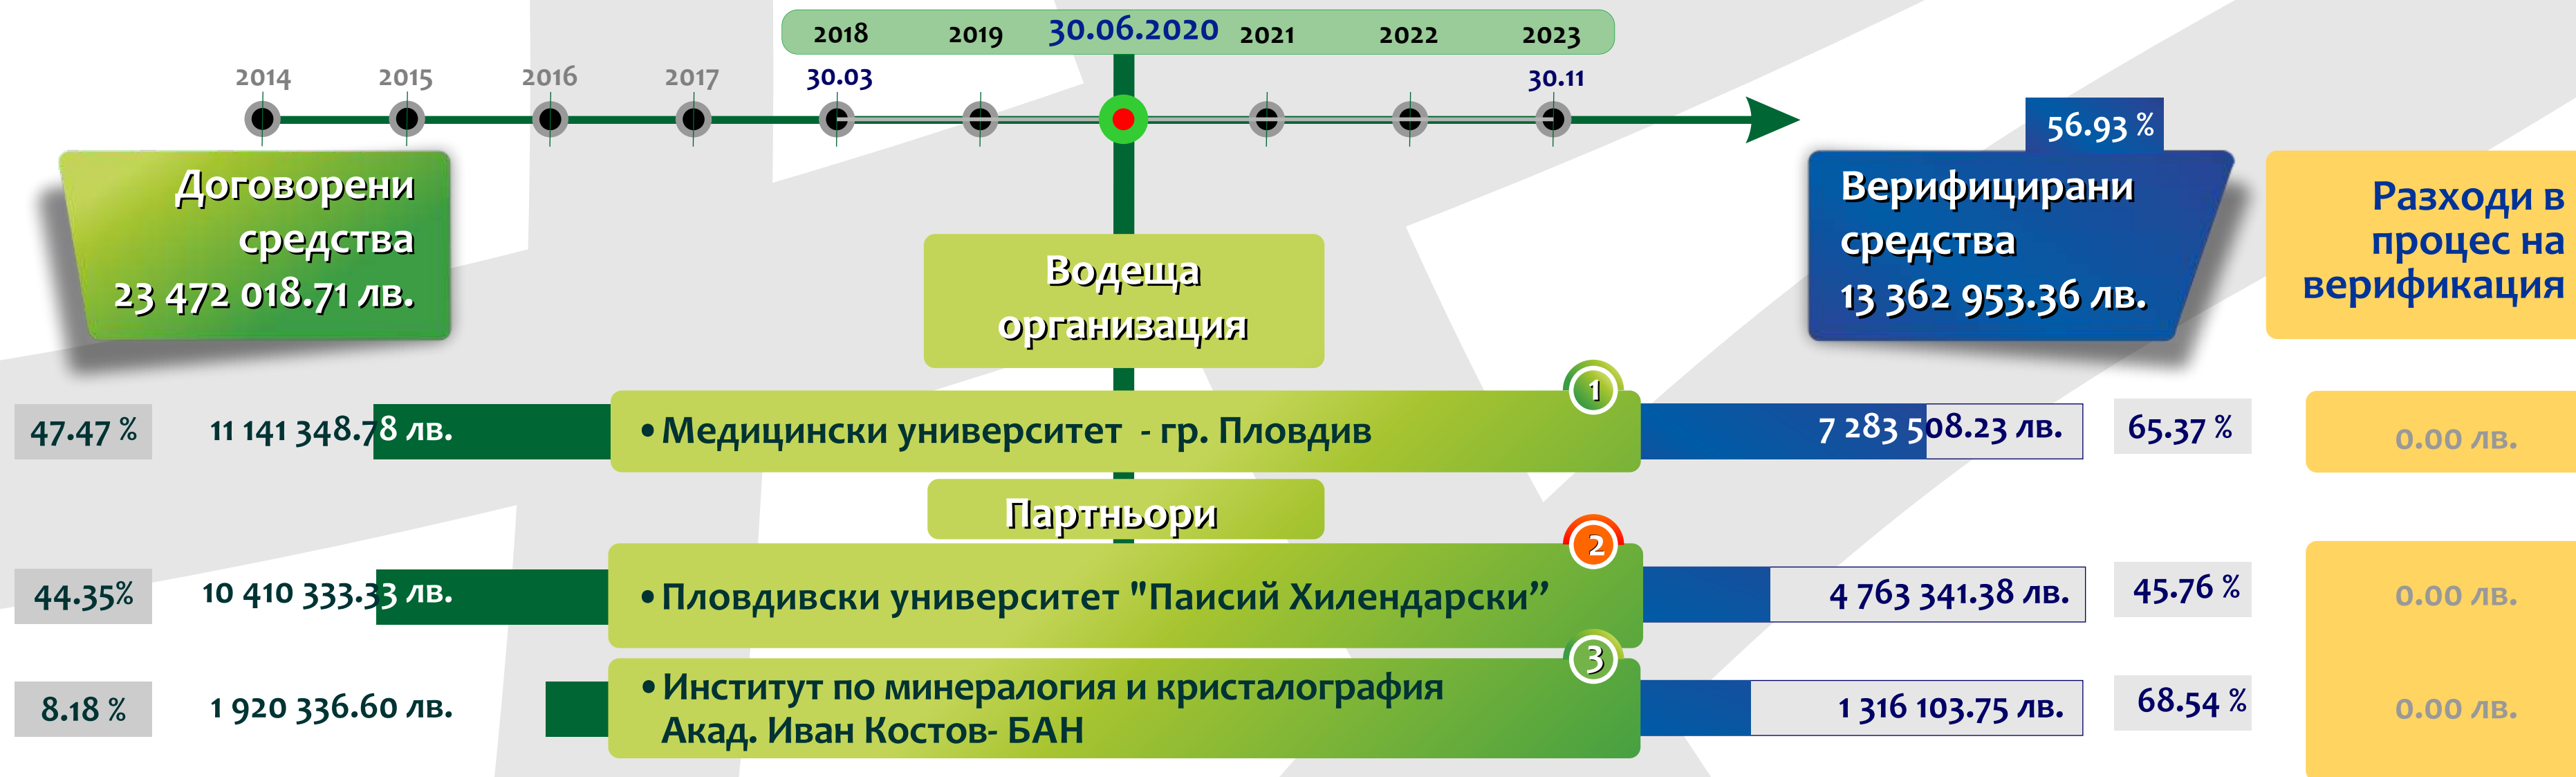 2018 2019 30.06.2020 2021 2022 2023
2014 2015 2016 2017 30.03 30.11
56.93 %
Договорени
средства
23 472 018.71 лв.
Водеща
организация
Верифицирани
средства
13 362 953.36 лв.
Разходи в
процес на
верификация
1
47.47 % 11 141 348.78 лв. •Медицински университет - гр. Пловдив 7 283 508.23 лв. 65.37 % 0.00 лв.
Партньори
2
44.35% 10 410 333.33 лв. •Пловдивски университет "Паисий Хилендарски” 4 763 341.38 лв. 45.76 % 0.00 лв.
3
8.18 % 1 920 336.60 лв. •Институт по минералогия и кристалография
Акад. Иван Костов- БАН
1 316 103.75 лв. 68.54 % 0.00 лв.